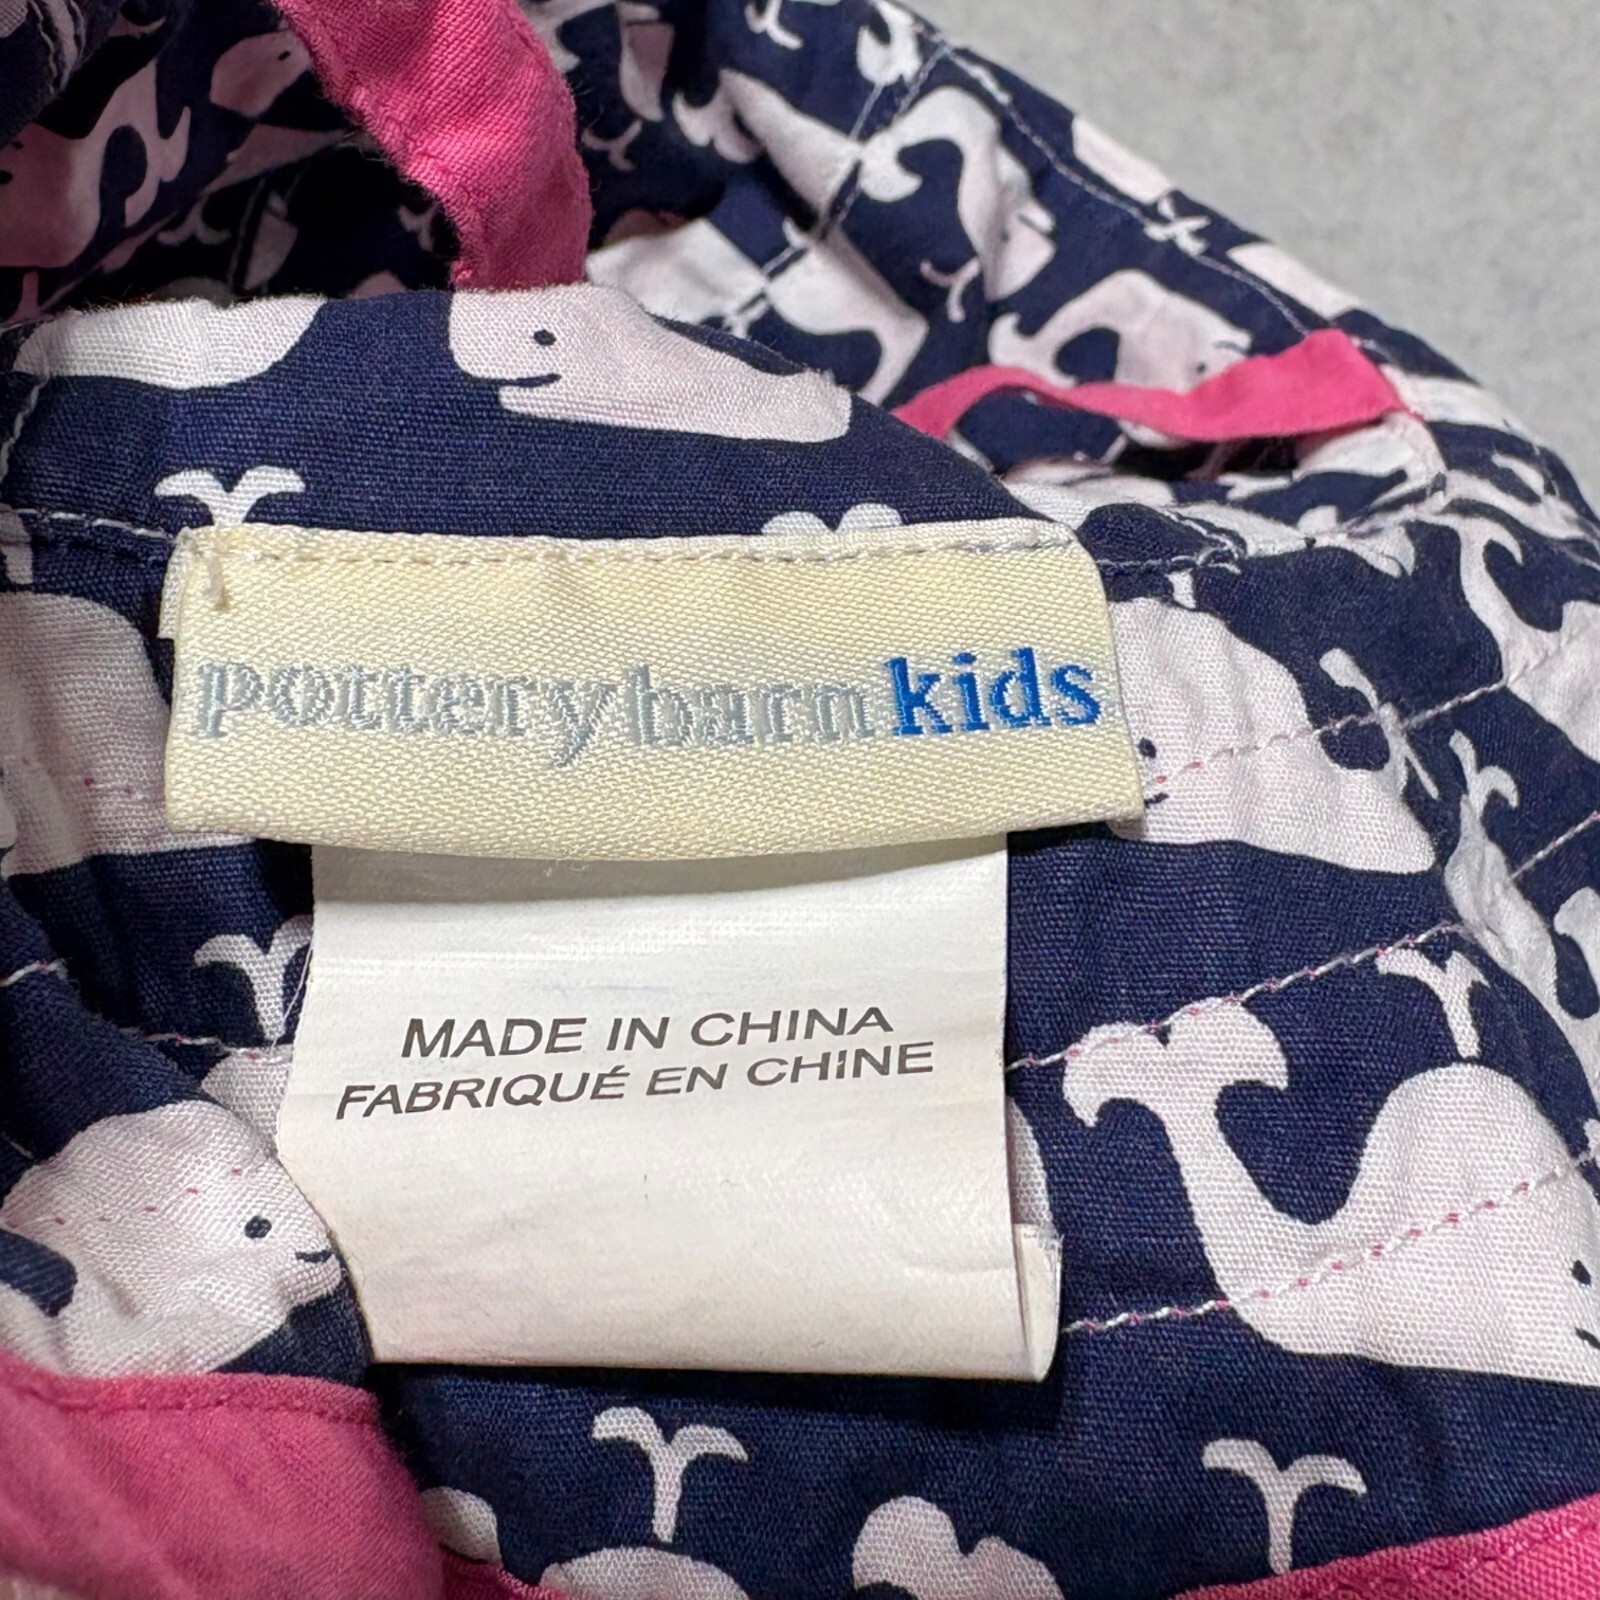 potterybarnkids
MADE IN CHINA
FABRIQUÉ EN CHINE